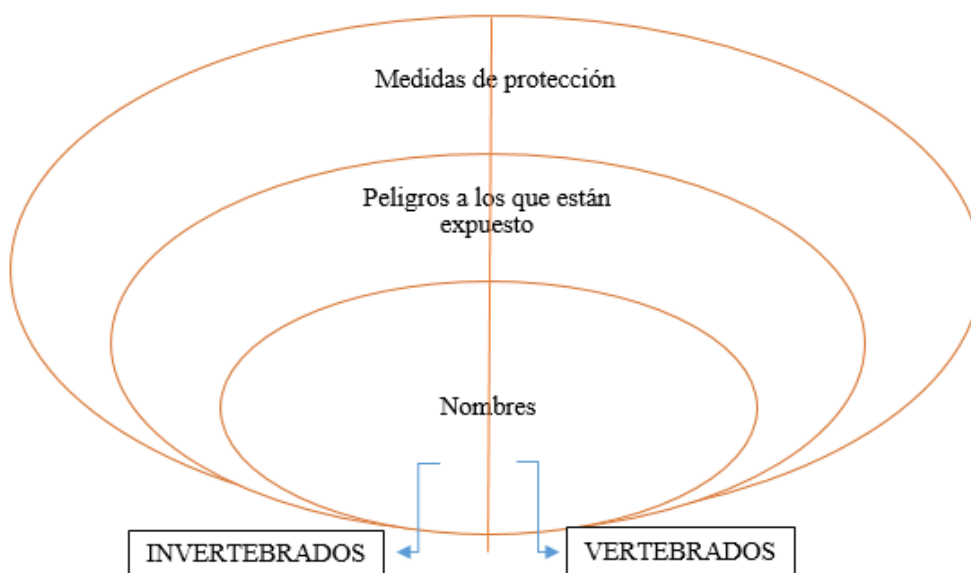 Medidas de protección
Peligros a los que están
expuesto
Nombres
INVERTEBRADOS
VERTEBRADOS